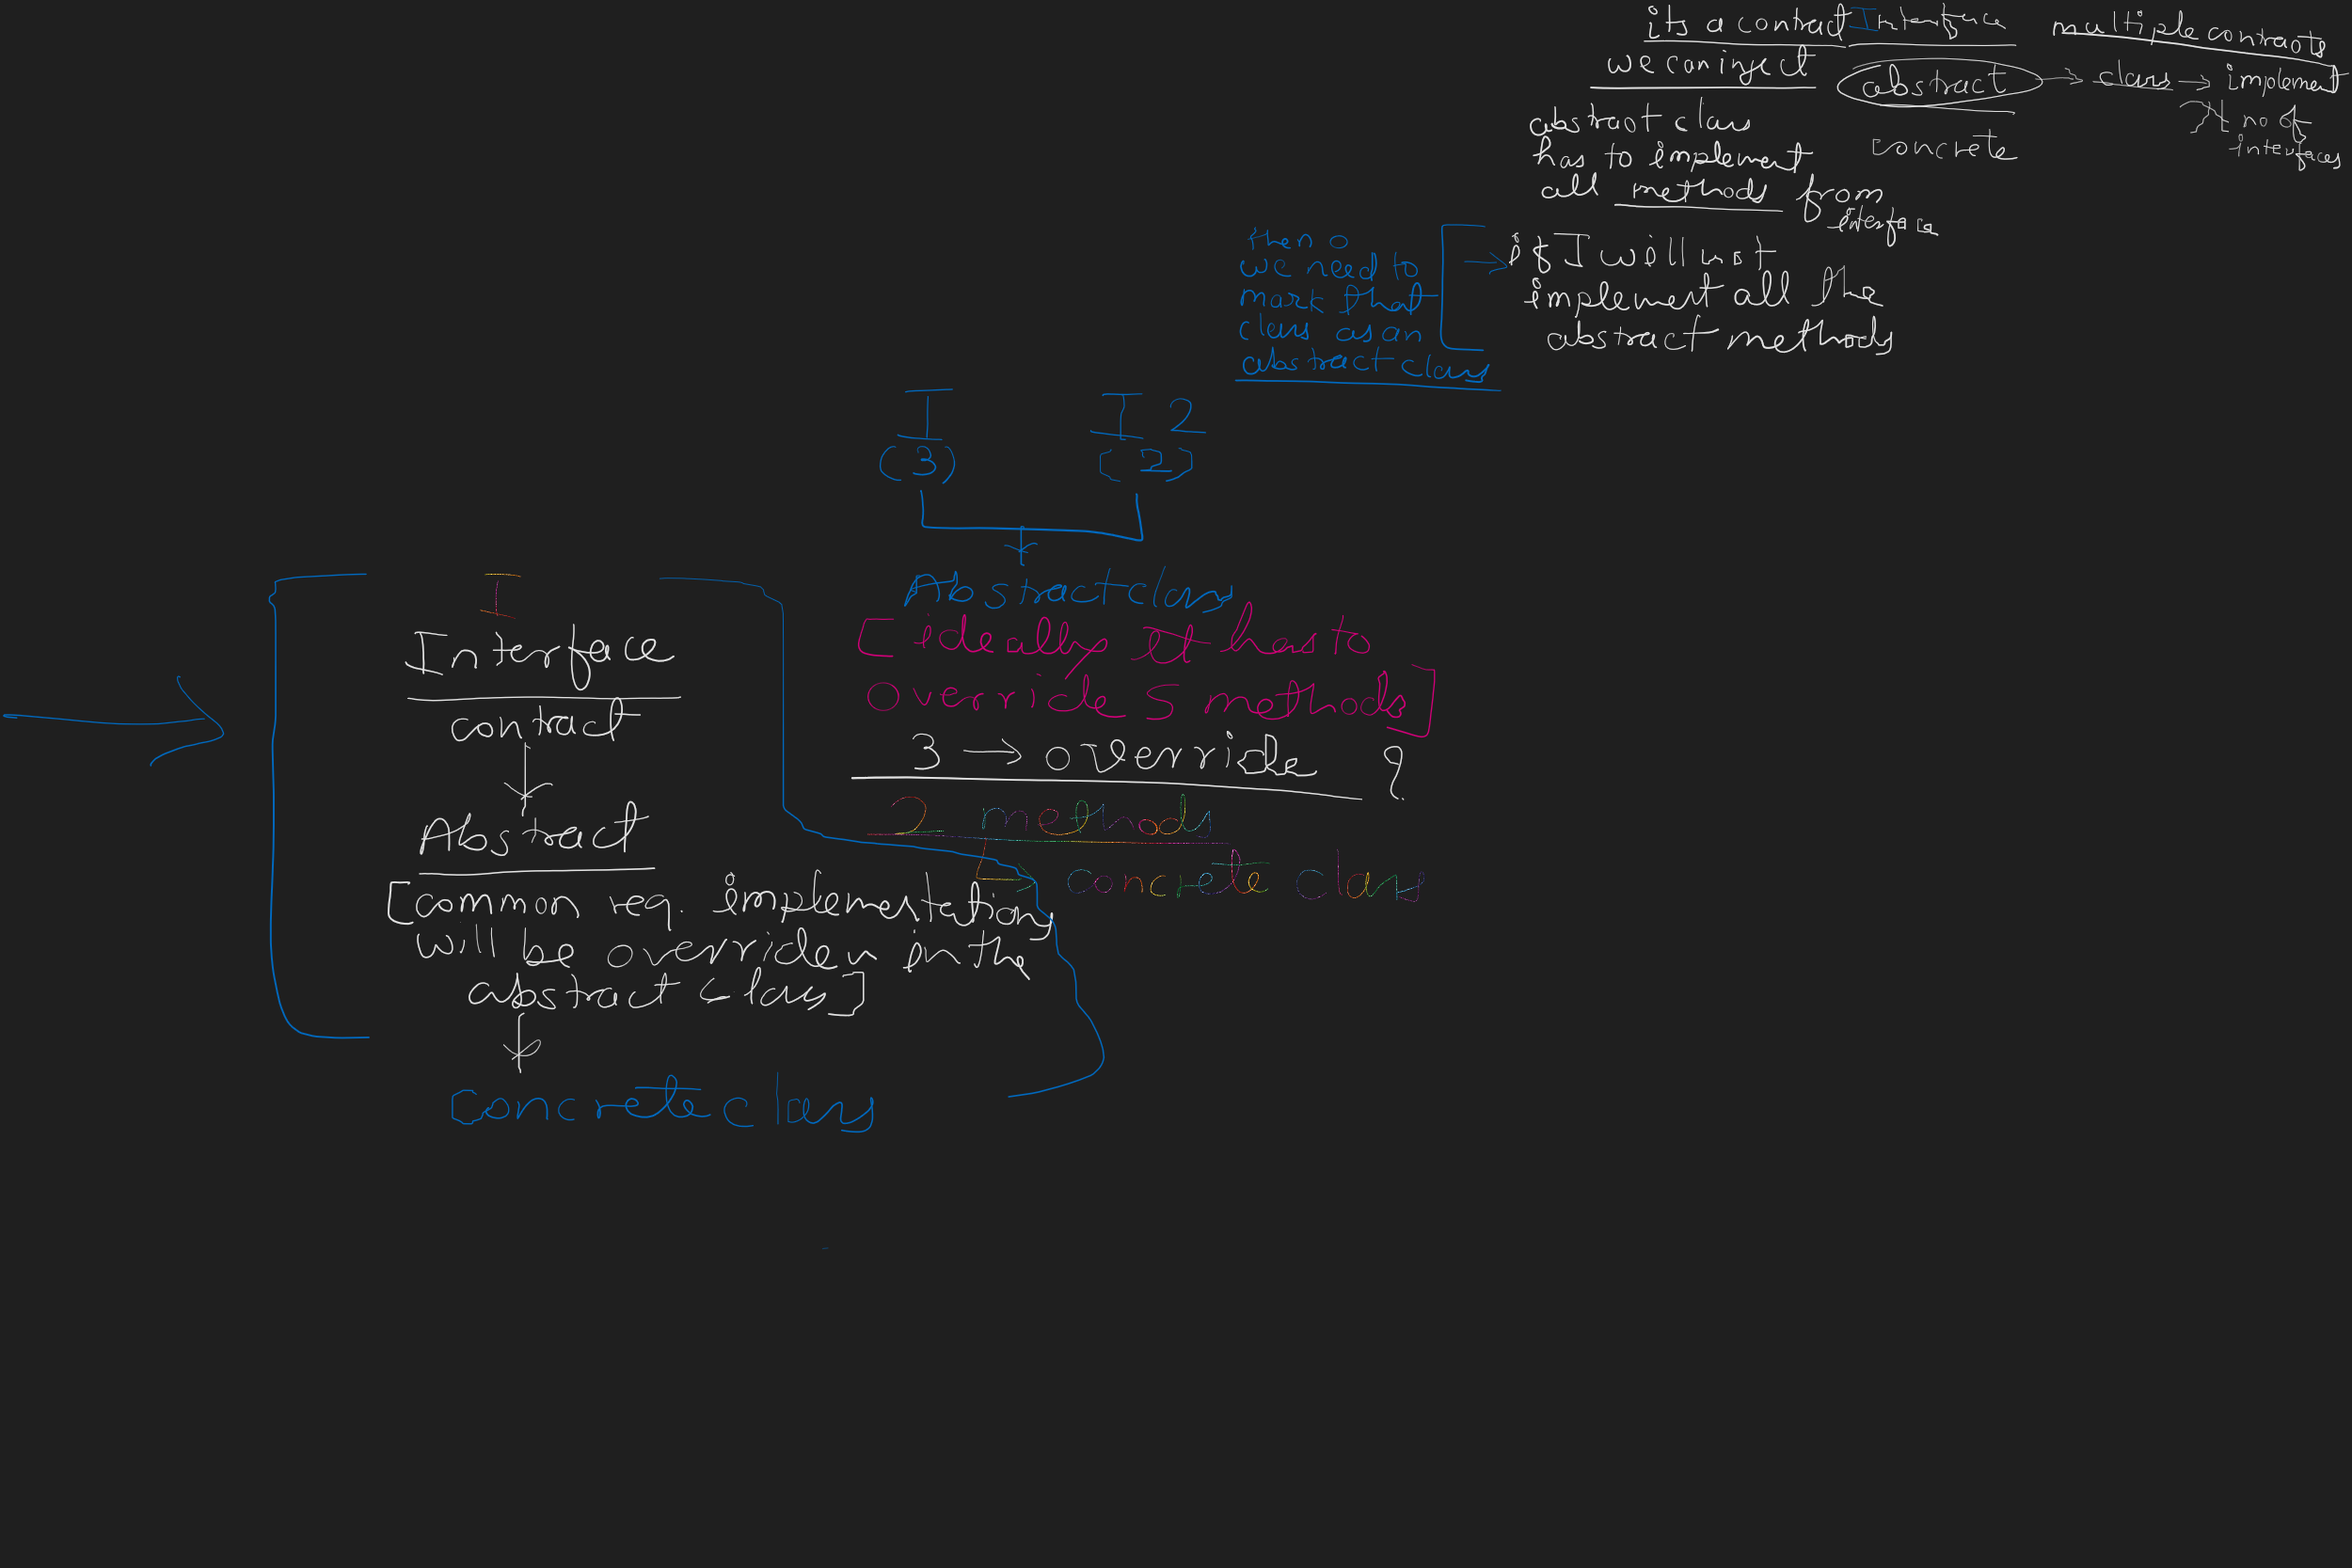 its a contract Interface
we can inject
multiple contracts
abstract → class → implement
n no of
interfaces
concrete
abstract class
has to implement
all methods from
interface
if I will not
implement all the
abstract methods
then
we need to
mark that
class as an
abstract class
I I 2
(3) (2)
Abstract class
[ideally It has to
override 5 methods]
3 → override ?
2 methods
concrete class
I
Interface
contract
Abstract
[common req. implementation
will be overriden in the
abstract class]
concrete class